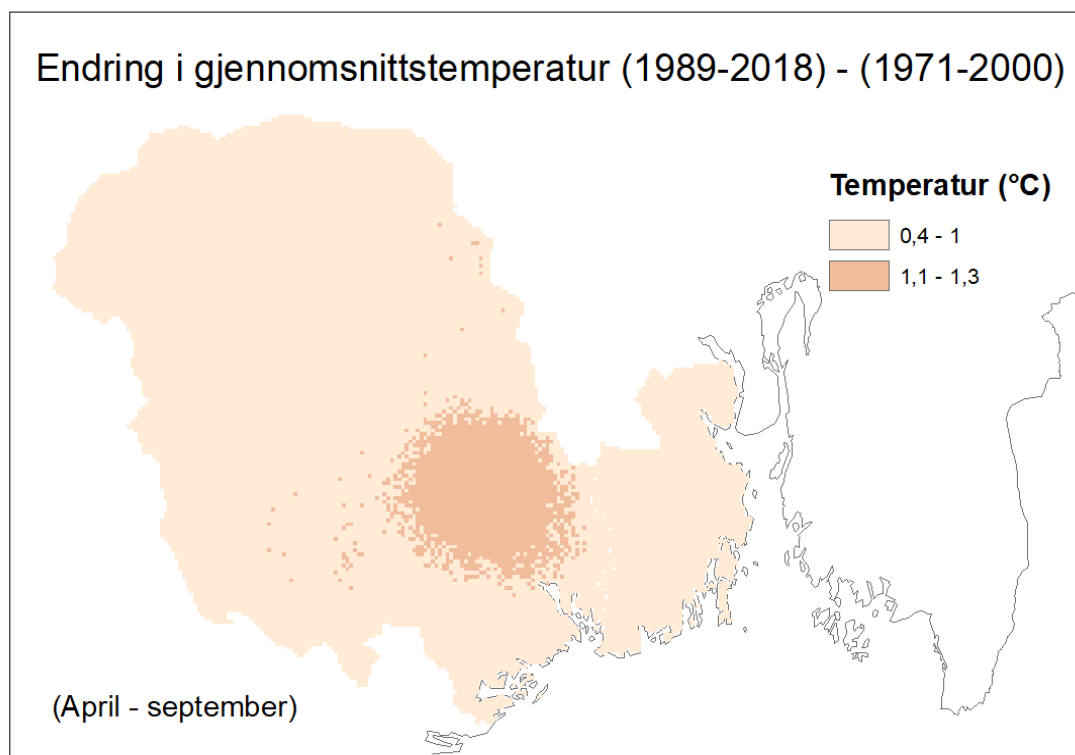 Endring i gjennomsnittstemperatur (1989-2018) - (1971-2000)
Temperatur (°C)
0,4 - 1
1,1 - 1,3
(April - september)